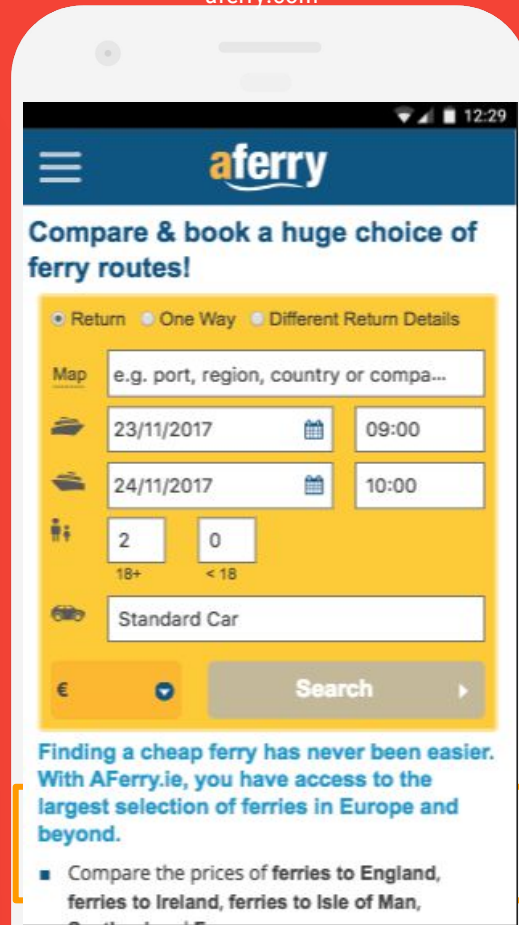 aferry.com
12:29
aferry
Compare & book a huge choice of
ferry routes!
Return One Way Different Return Details
Map e.g. port, region, country or compa...
23/11/2017 09:00
24/11/2017 10:00
2 0
18+ < 18
Standard Car
€ Search
Finding a cheap ferry has never been easier.
With AFerry.ie, you have access to the
largest selection of ferries in Europe and
beyond.
Compare the prices of ferries to England,
ferries to Ireland, ferries to Isle of Man,